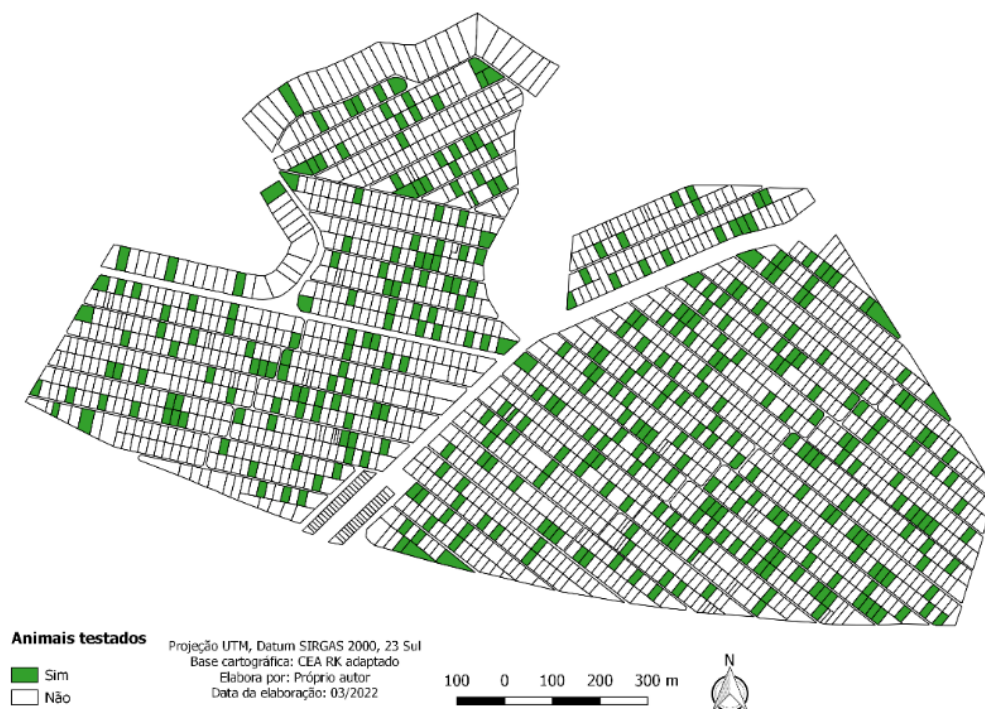 Animais testados
Sim
Não
Projeção UTM, Datum SIRGAS 2000, 23 Sul
Base cartográfica: CEA RK adaptado
Elabora por: Próprio autor
Data da elaboração: 03/2022
100 0 100 200 300 m
N